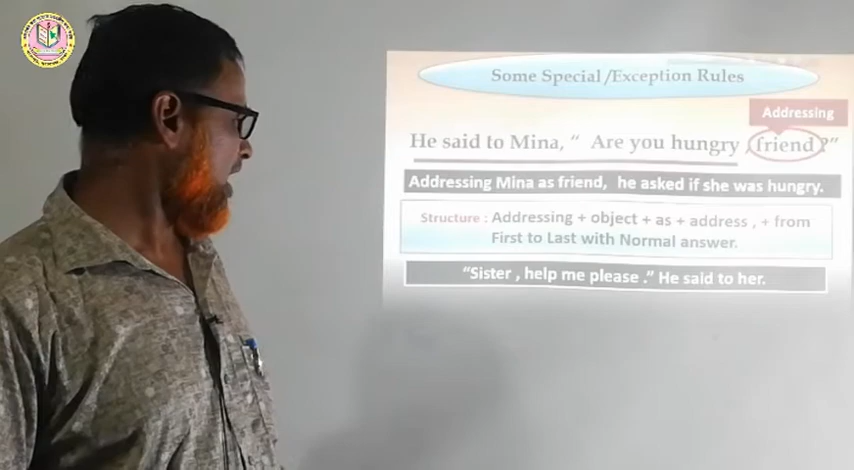 Some Special /Exception Rules
Addressing
He said to Mina, “ Are you hungry , friend ?”
Addressing Mina as friend, he asked if she was hungry.
Structure : Addressing + object + as + address , + from
First to Last with Normal answer.
“Sister , help me please .” He said to her.